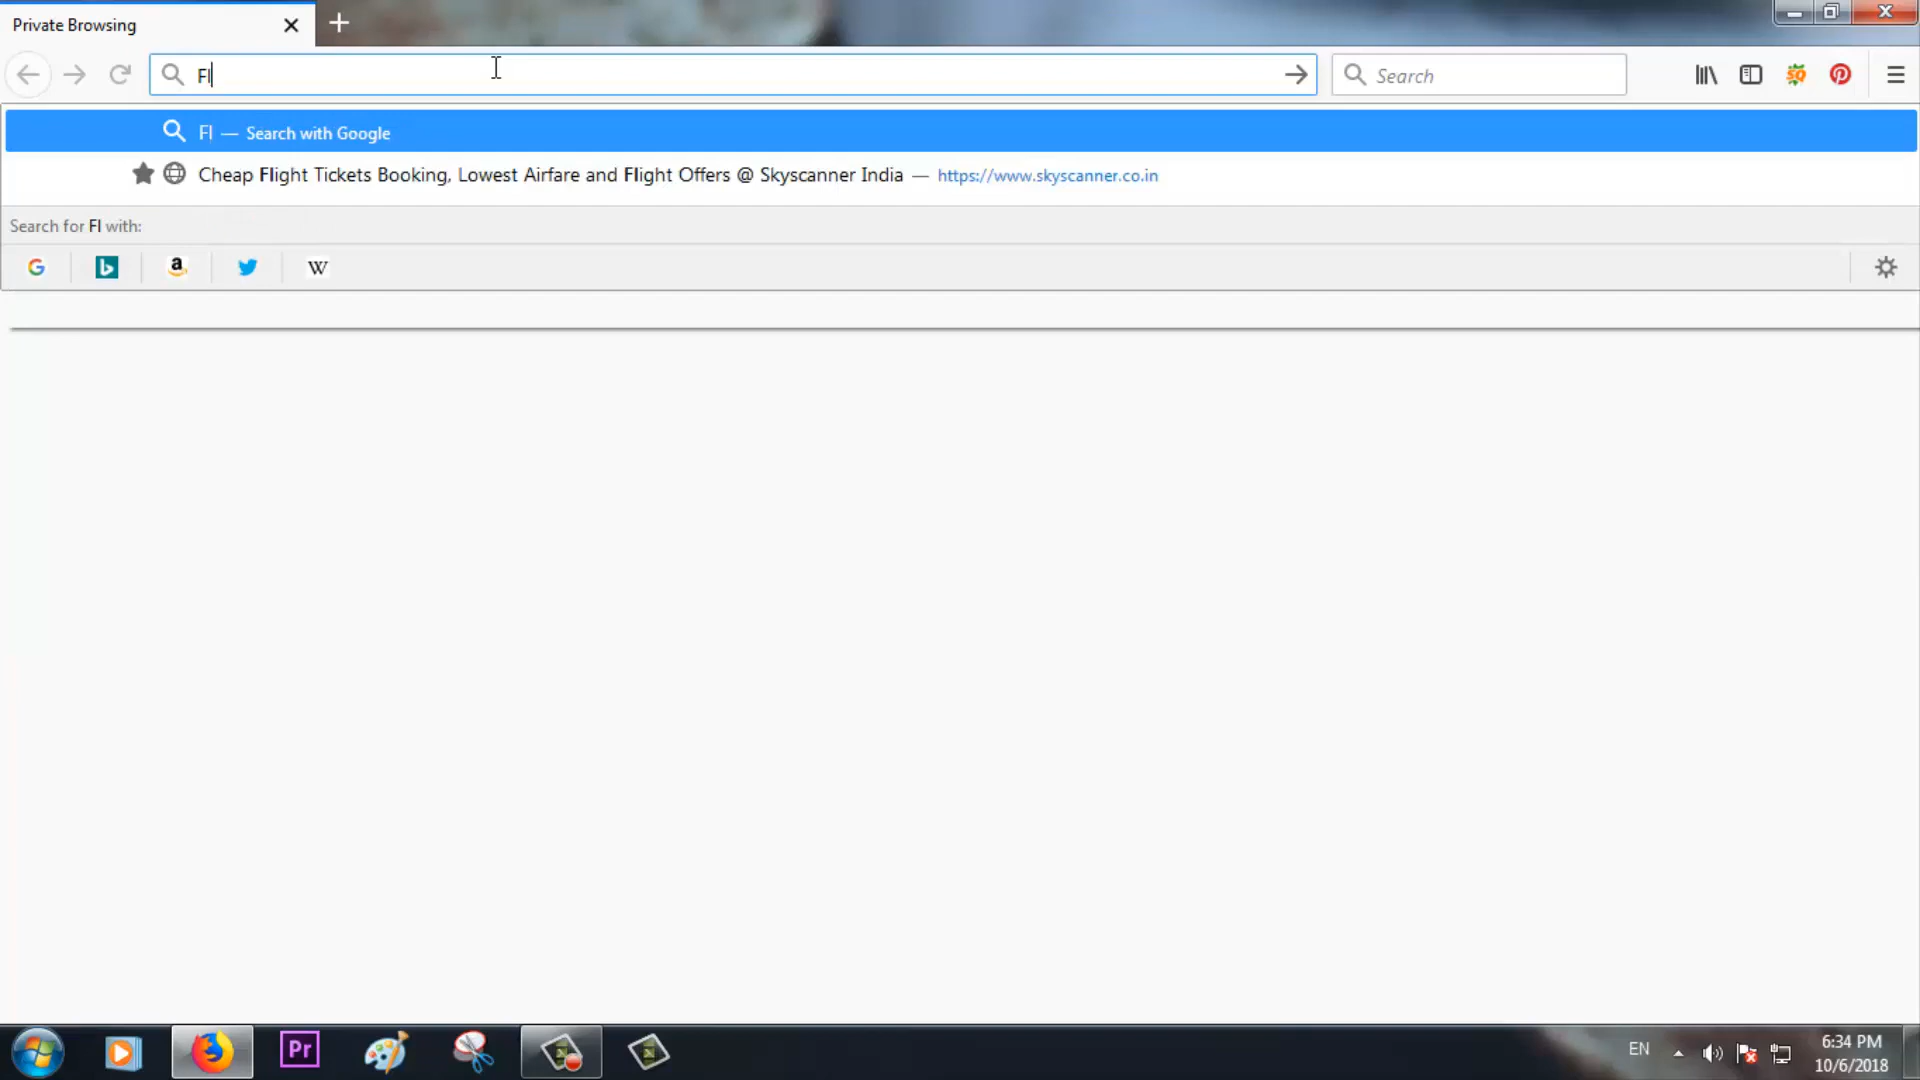 Private Browsing
Fl
Search
Fl — Search with Google
Cheap Flight Tickets Booking, Lowest Airfare and Flight Offers @ Skyscanner India — https://www.skyscanner.co.in
Search for Fl with:
G b a W
Pr
EN
6:34 PM
10/6/2018